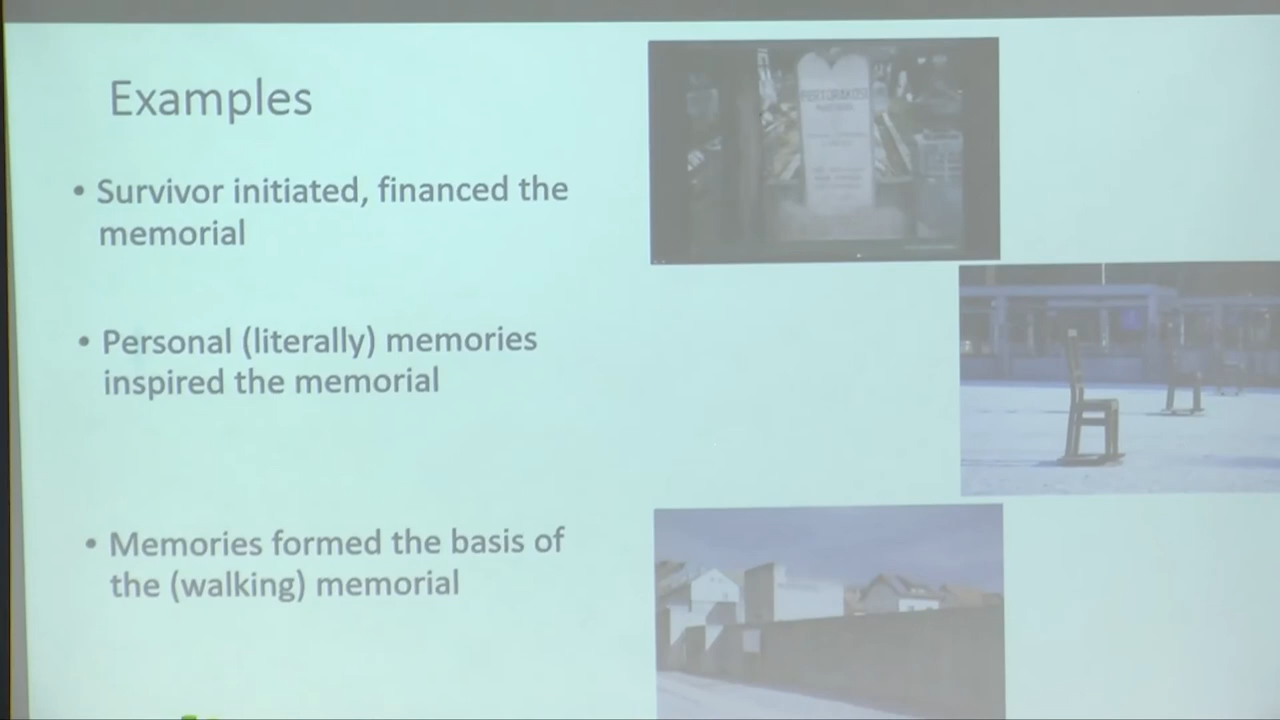 Examples
• Survivor initiated, financed the
memorial
• Personal (literally) memories
inspired the memorial
• Memories formed the basis of
the (walking) memorial